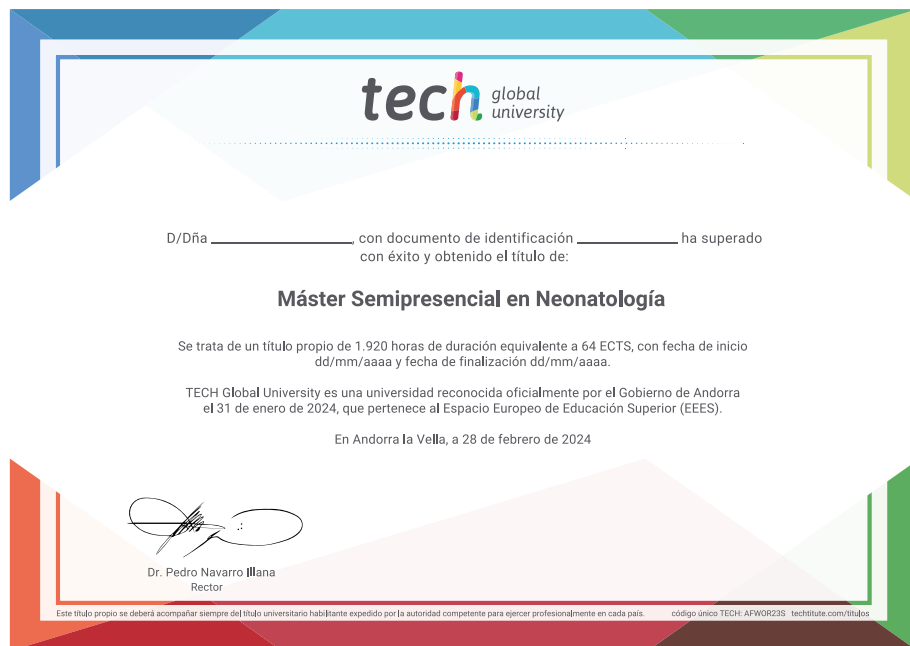 tech global university
D/Dña , con documento de identificación ha superado
con éxito y obtenido el título de:
Máster Semipresencial en Neonatología
Se trata de un título propio de 1.920 horas de duración equivalente a 64 ECTS, con fecha de inicio
dd/mm/aaaa y fecha de finalización dd/mm/aaaa.
TECH Global University es una universidad reconocida oficialmente por el Gobierno de Andorra
el 31 de enero de 2024, que pertenece al Espacio Europeo de Educación Superior (EEES).
En Andorra la Vella, a 28 de febrero de 2024
Dr. Pedro Navarro Illana
Rector
Este título propio se deberá acompañar siempre del título universitario habilitante expedido por la autoridad competente para ejercer profesionalmente en cada país. código único TECH: AFWOR23S techtitute.com/titulos